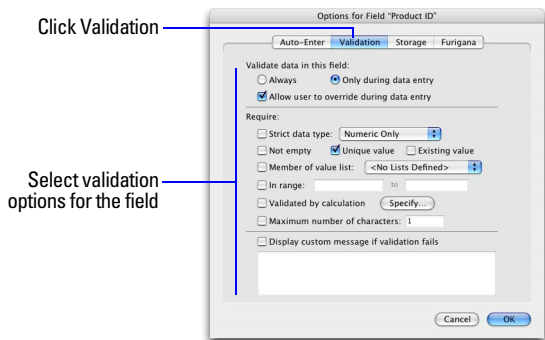 Options for Field "Product ID"
Click Validation
Auto-Enter Validation Storage Furigana
Validate data in this field:
Always Only during data entry
Allow user to override during data entry
Require:
Strict data type: Numeric Only
Not empty Unique value Existing value
Member of value list: <No Lists Defined>
In range: to
Validated by calculation Specify...
Maximum number of characters: 1
Display custom message if validation fails
Select validation
options for the field
Cancel OK